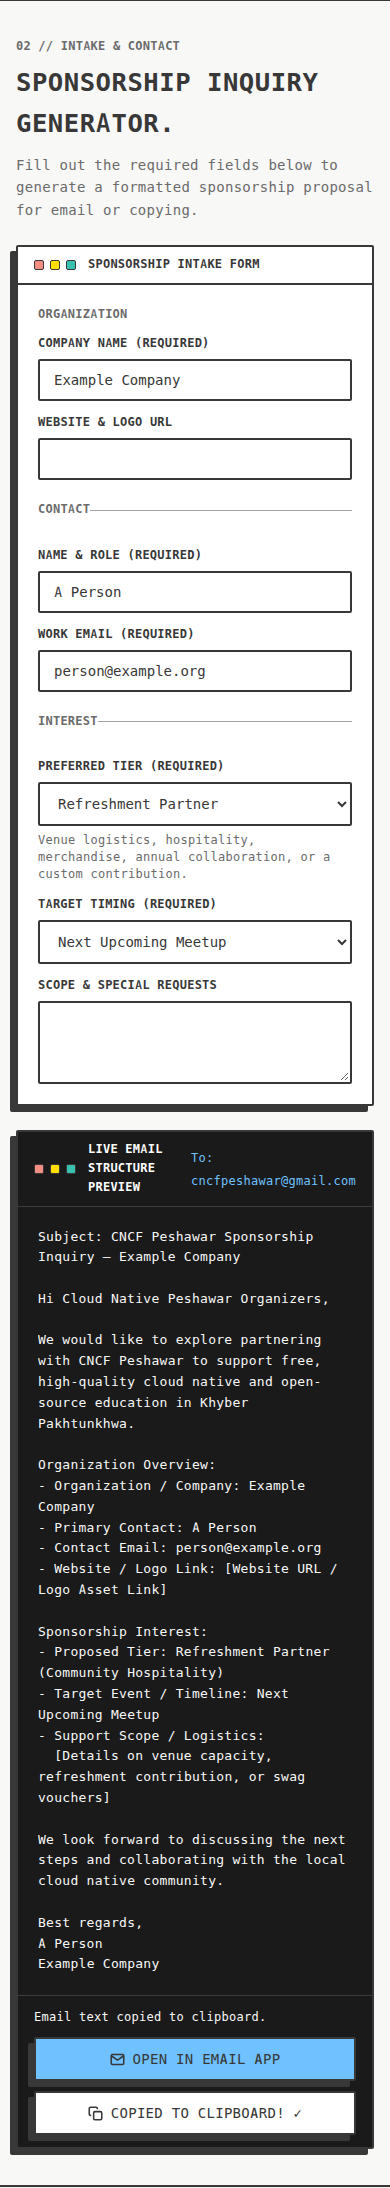 02 // INTAKE & CONTACT
SPONSORSHIP INQUIRY
GENERATOR.
Fill out the required fields below to
generate a formatted sponsorship proposal
for email or copying.
SPONSORSHIP INTAKE FORM
ORGANIZATION
COMPANY NAME (REQUIRED)
Example Company
WEBSITE & LOGO URL
CONTACT
NAME & ROLE (REQUIRED)
A Person
WORK EMAIL (REQUIRED)
person@example.org
INTEREST
PREFERRED TIER (REQUIRED)
Refreshment Partner
Venue logistics, hospitality,
merchandise, annual collaboration, or a
custom contribution.
TARGET TIMING (REQUIRED)
Next Upcoming Meetup
SCOPE & SPECIAL REQUESTS
LIVE EMAIL
STRUCTURE
PREVIEW
To:
cncfpeshawar@gmail.com
Subject: CNCF Peshawar Sponsorship
Inquiry — Example Company
Hi Cloud Native Peshawar Organizers,
We would like to explore partnering
with CNCF Peshawar to support free,
high-quality cloud native and open-
source education in Khyber
Pakhtunkhwa.
Organization Overview:
- Organization / Company: Example
Company
- Primary Contact: A Person
- Contact Email: person@example.org
- Website / Logo Link: [Website URL /
Logo Asset Link]
Sponsorship Interest:
- Proposed Tier: Refreshment Partner
(Community Hospitality)
- Target Event / Timeline: Next
Upcoming Meetup
- Support Scope / Logistics:
[Details on venue capacity,
refreshment contribution, or swag
vouchers]
We look forward to discussing the next
steps and collaborating with the local
cloud native community.
Best regards,
A Person
Example Company
Email text copied to clipboard.
OPEN IN EMAIL APP
COPIED TO CLIPBOARD! ✓